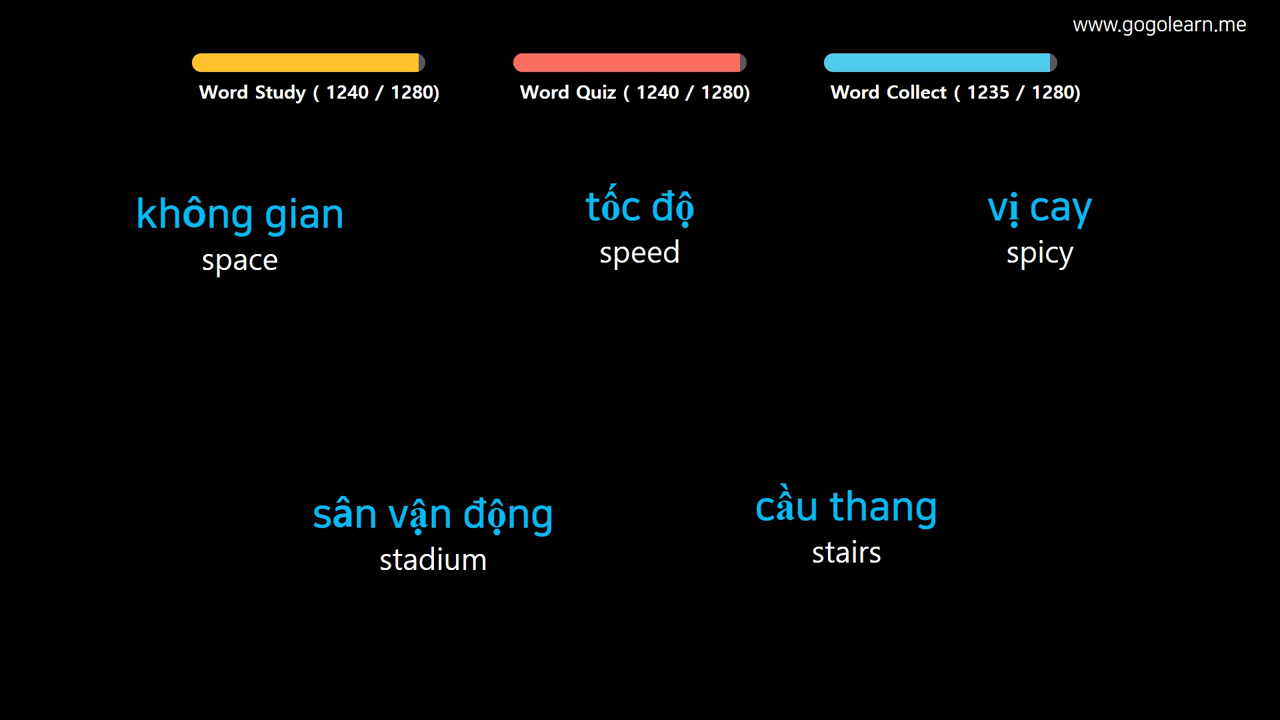 www.gogolearn.me
Word Study ( 1240 / 1280)
Word Quiz ( 1240 / 1280)
Word Collect ( 1235 / 1280)
không gian
space
tốc độ
speed
vị cay
spicy
sân vận động
stadium
cầu thang
stairs